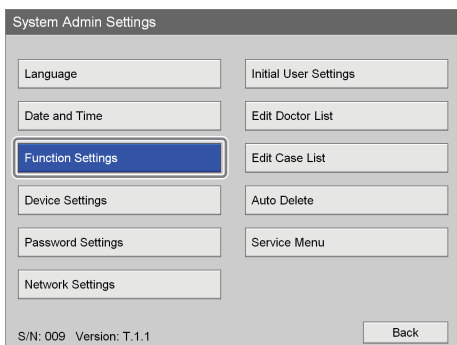 System Admin Settings
Language
Date and Time
Function Settings
Device Settings
Password Settings
Network Settings
Initial User Settings
Edit Doctor List
Edit Case List
Auto Delete
Service Menu
S/N: 009 Version: T.1.1
Back